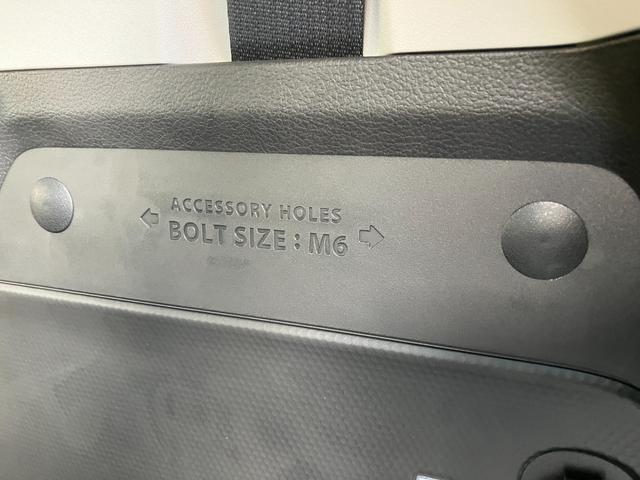 ACCESSORY HOLES
BOLT SIZE : M6